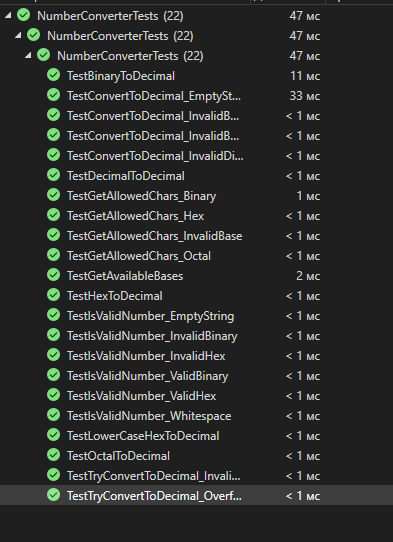 NumberConverterTests (22) 47 мс
NumberConverterTests (22) 47 мс
NumberConverterTests (22) 47 мс
TestBinaryToDecimal 11 мс
TestConvertToDecimal_EmptySt... 33 мс
TestConvertToDecimal_InvalidB... < 1 мс
TestConvertToDecimal_InvalidB... < 1 мс
TestConvertToDecimal_InvalidDi... < 1 мс
TestDecimalToDecimal < 1 мс
TestGetAllowedChars_Binary 1 мс
TestGetAllowedChars_Hex < 1 мс
TestGetAllowedChars_InvalidBase < 1 мс
TestGetAllowedChars_Octal < 1 мс
TestGetAvailableBases 2 мс
TestHexToDecimal < 1 мс
TestIsValidNumber_EmptyString < 1 мс
TestIsValidNumber_InvalidBinary < 1 мс
TestIsValidNumber_InvalidHex < 1 мс
TestIsValidNumber_ValidBinary < 1 мс
TestIsValidNumber_ValidHex < 1 мс
TestIsValidNumber_Whitespace < 1 мс
TestLowerCaseHexToDecimal < 1 мс
TestOctalToDecimal < 1 мс
TestTryConvertToDecimal_Invali... < 1 мс
TestTryConvertToDecimal_Overf... < 1 мс